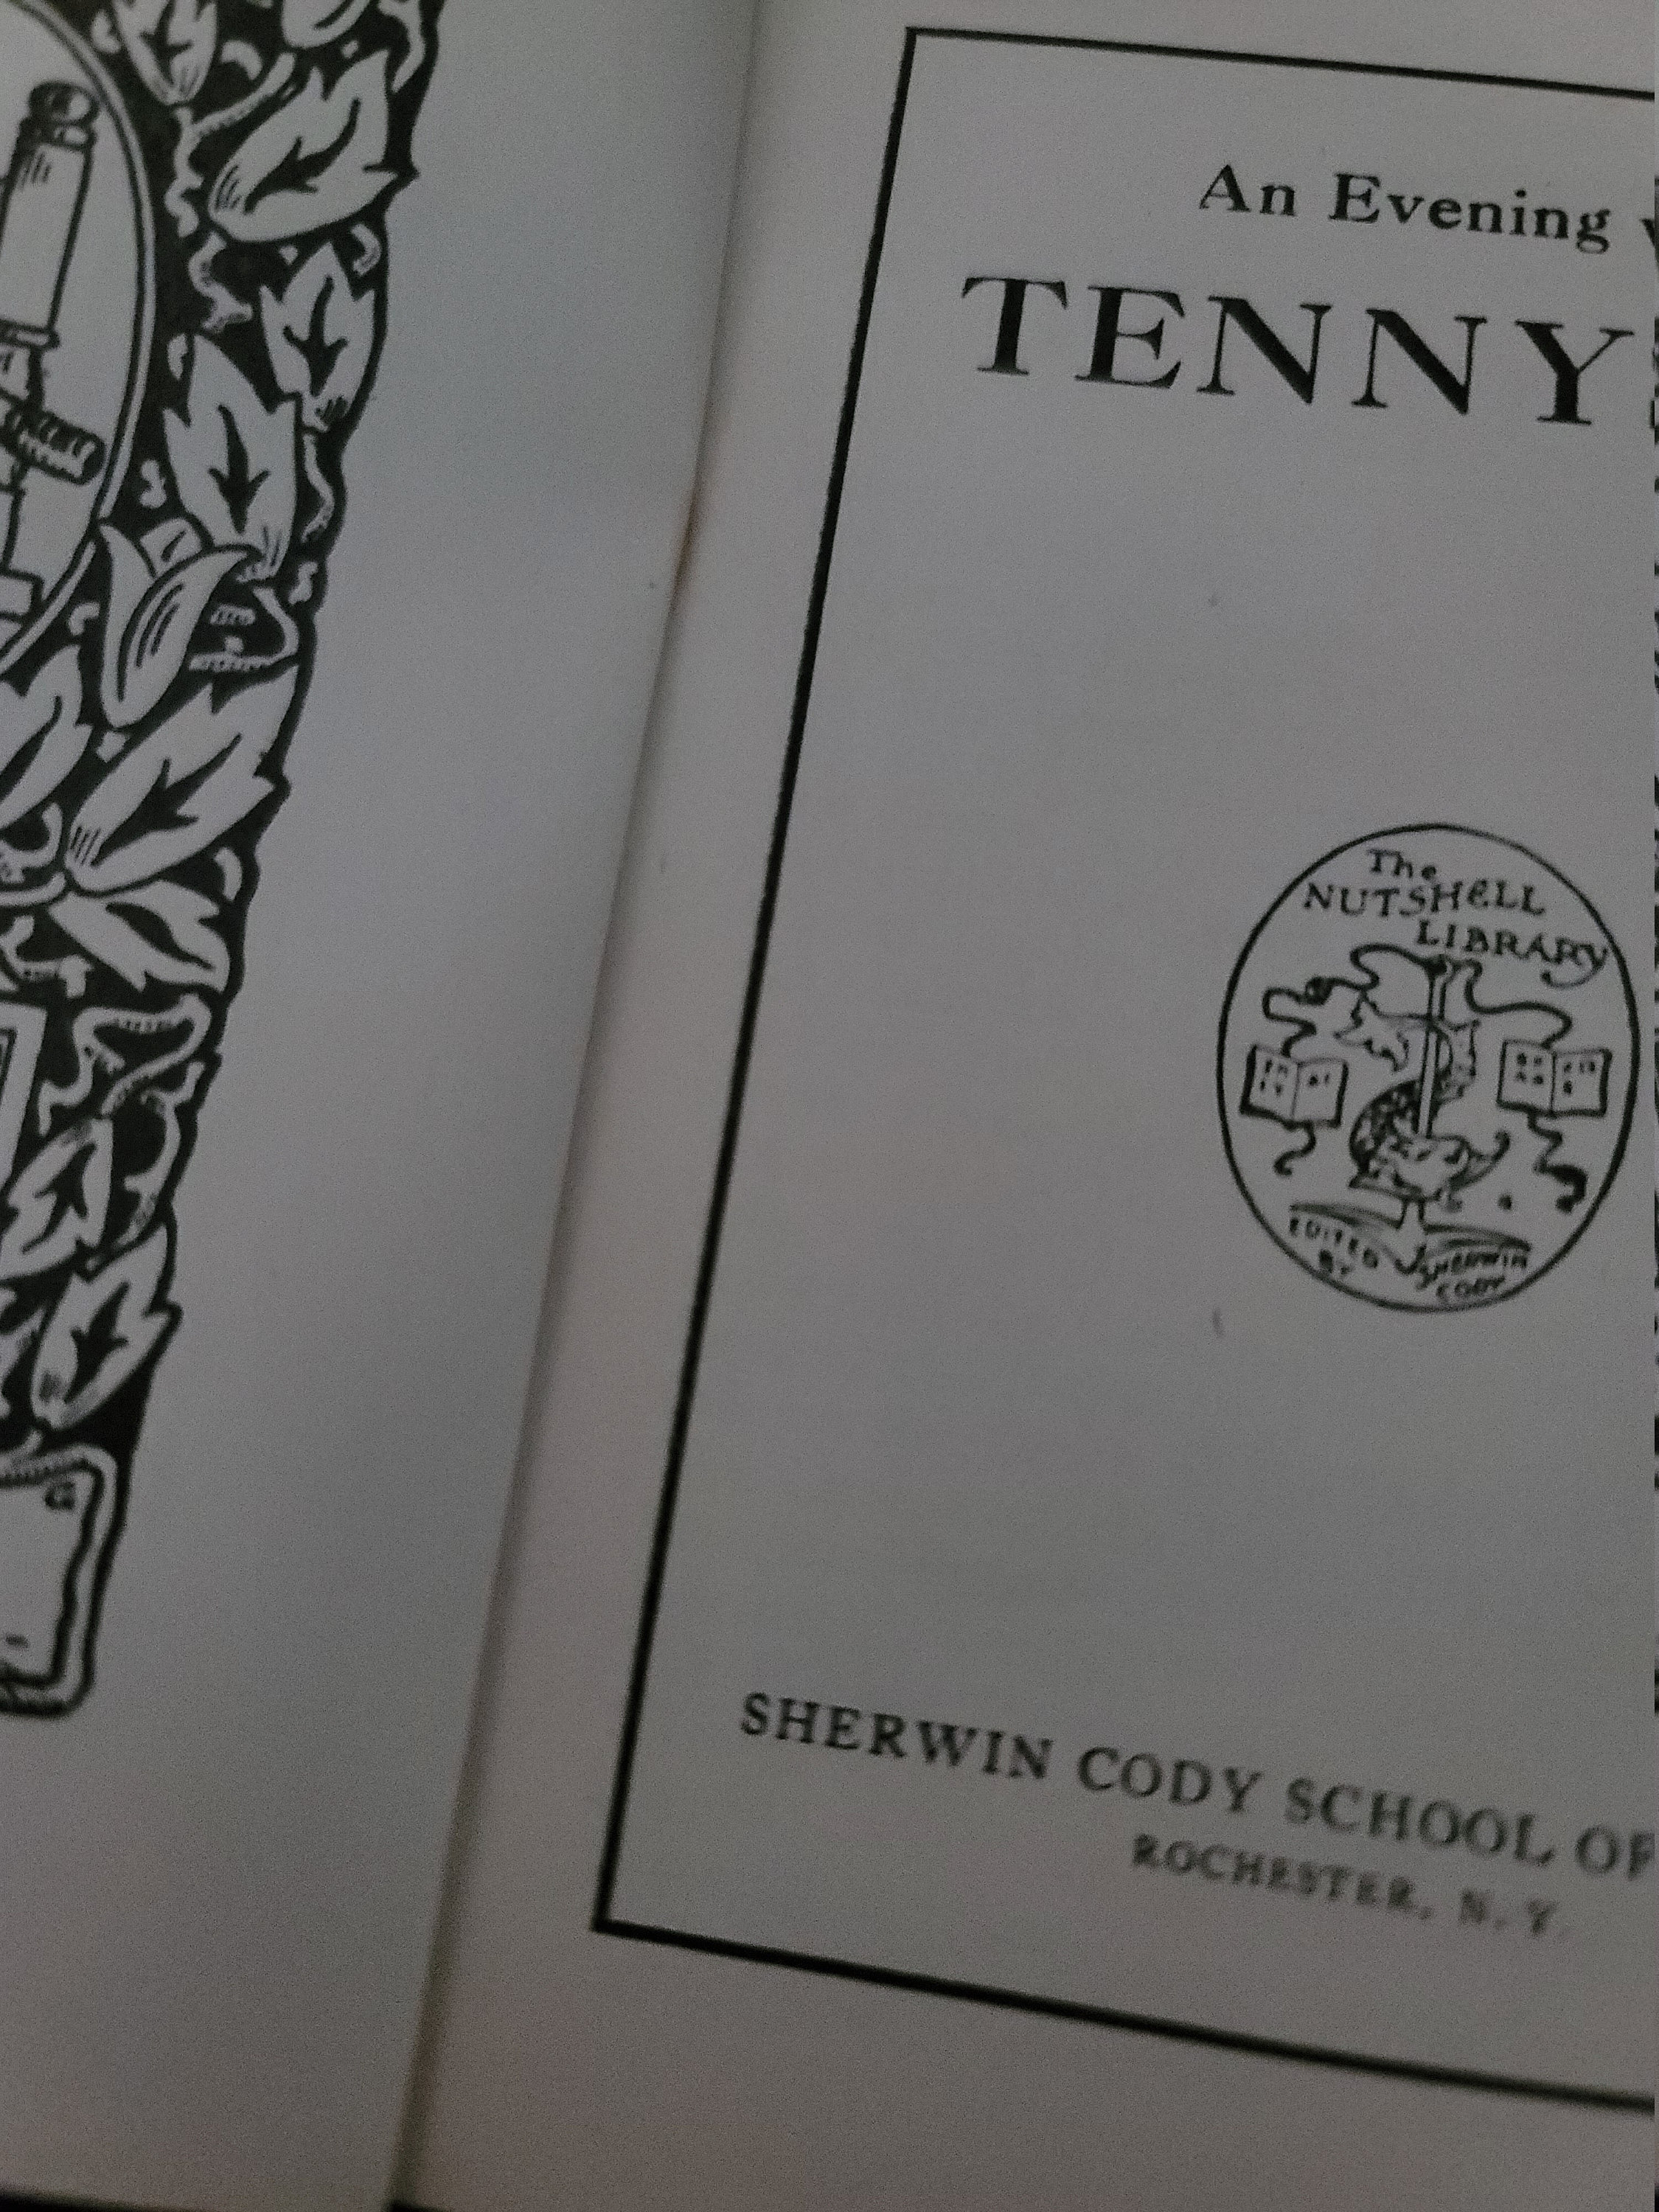 An Evening
TENNY
The
NUTSHELL
LIBRARY
EDITED
BY
SHERWIN
CODY
SHERWIN CODY SCHOOL OF
ROCHESTER, N. Y.
G